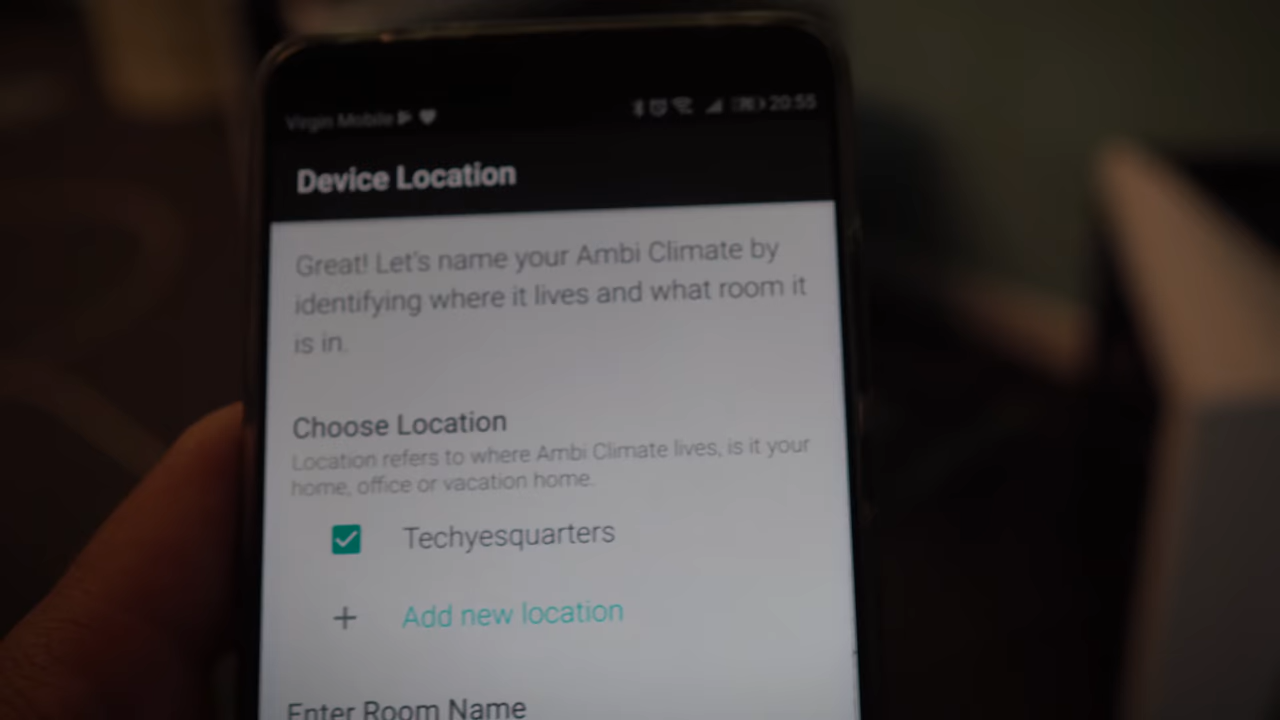 Virgin Mobile 20:55
Device Location
Great! Let's name your Ambi Climate by
identifying where it lives and what room it
is in.
Choose Location
Location refers to where Ambi Climate lives, is it your
home, office or vacation home.
Techyesquarters
+ Add new location
Enter Room Name